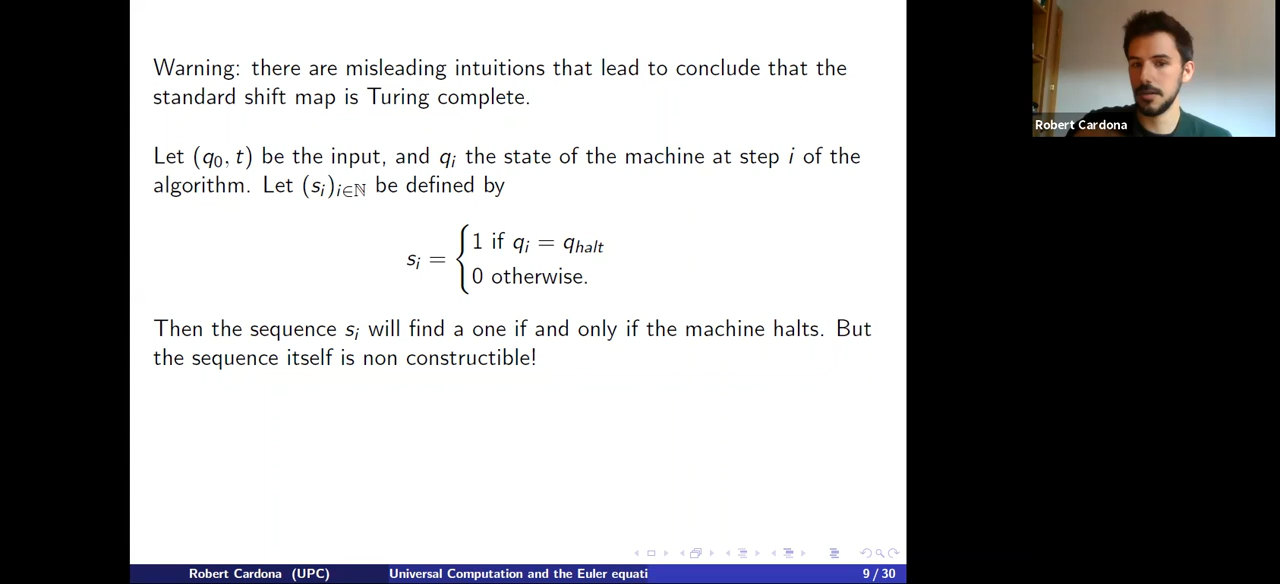 Warning: there are misleading intuitions that lead to conclude that the
standard shift map is Turing complete.
Let (q₀, t) be the input, and qᵢ the state of the machine at step i of the
algorithm. Let (sᵢ)ᵢ∈ℕ be defined by
sᵢ = { 1 if qᵢ = q_halt
0 otherwise.
Then the sequence sᵢ will find a one if and only if the machine halts. But
the sequence itself is non constructible!
Robert Cardona (UPC) Universal Computation and the Euler equati 9 / 30
Robert Cardona